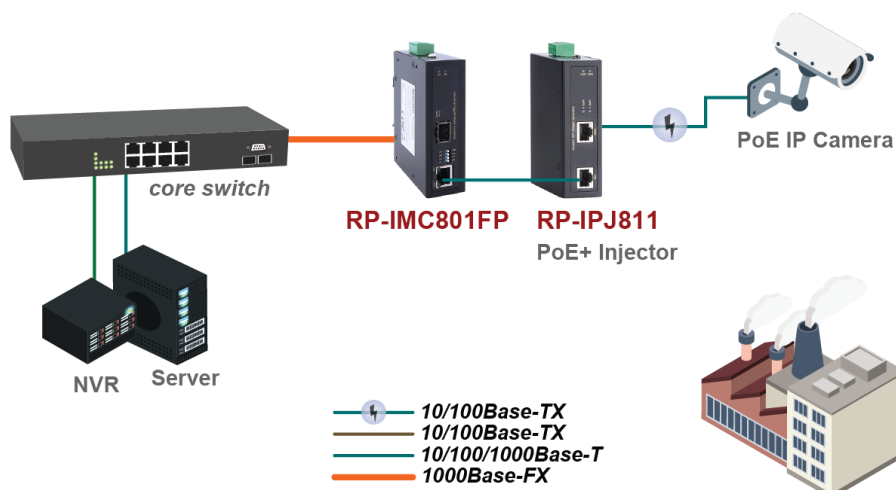 PoE IP Camera
core switch
RP-IMC801FP
RP-IPJ811
PoE+ Injector
NVR
Server
10/100Base-TX
10/100Base-TX
10/100/1000Base-T
1000Base-FX